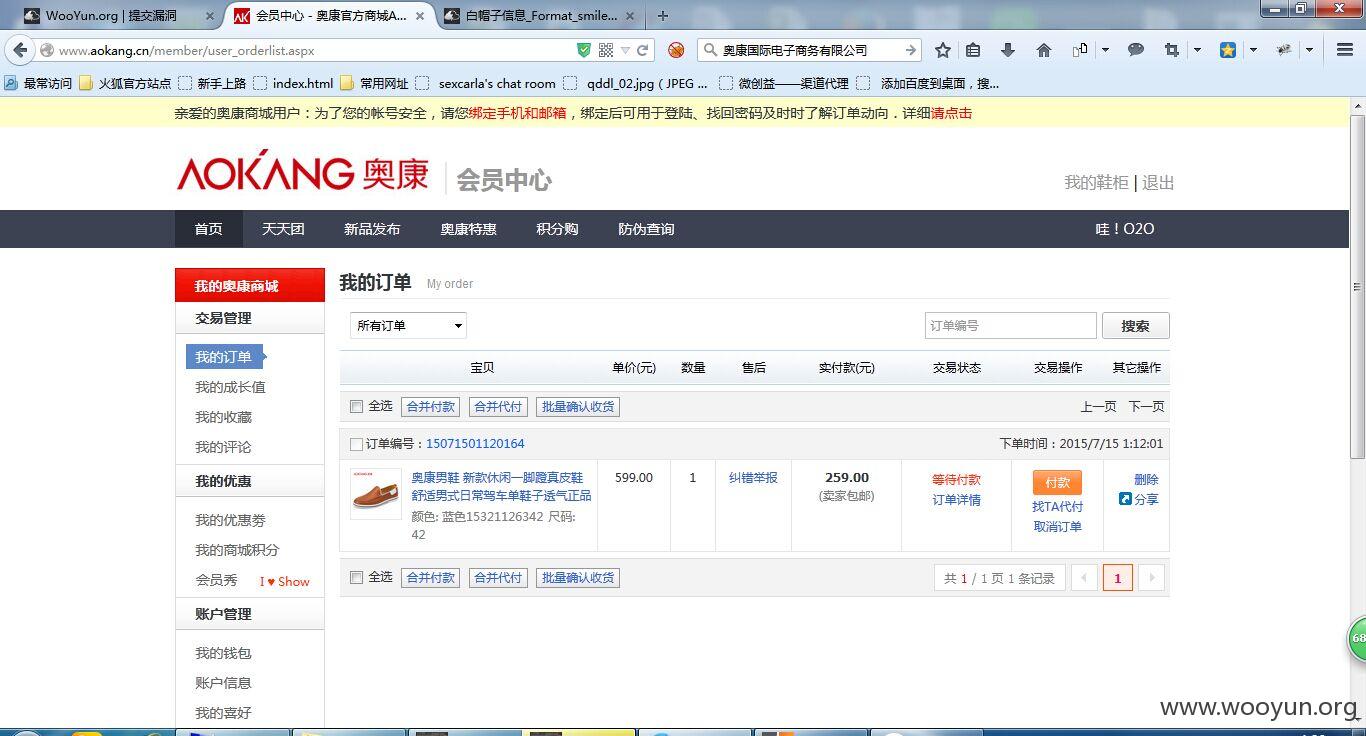 WooYun.org | 提交漏洞
会员中心 - 奥康官方商城A...
白帽子信息_Format_smile...
www.aokang.cn/member/user_orderlist.aspx
奥康国际电子商务有限公司
最常访问 火狐官方站点 新手上路 index.html 常用网址 sexcarla's chat room qddl_02.jpg ( JPEG ... 微创益——渠道代理 添加百度到桌面，搜...
亲爱的奥康商城用户：为了您的帐号安全，请您绑定手机和邮箱，绑定后可用于登陆、找回密码及时时了解订单动向．详细请点击
AOKANG 奥康 会员中心
我的鞋柜 | 退出
首页 天天团 新品发布 奥康特惠 积分购 防伪查询 哇！O2O
我的奥康商城
交易管理
我的订单
我的成长值
我的收藏
我的评论
我的优惠
我的优惠劵
我的商城积分
会员秀 I ♥ Show
账户管理
我的钱包
账户信息
我的喜好
我的订单 My order
所有订单
订单编号
搜索
宝贝 单价(元) 数量 售后 实付款(元) 交易状态 交易操作 其它操作
全选 合并付款 合并代付 批量确认收货 上一页 下一页
订单编号：15071501120164 下单时间：2015/7/15 1:12:01
奥康男鞋 新款休闲一脚蹬真皮鞋
舒适男式日常驾车单鞋子透气正品
颜色: 蓝色15321126342 尺码:
42
599.00
1
纠错举报
259.00
(卖家包邮)
等待付款
订单详情
付款
找TA代付
取消订单
删除
分享
全选 合并付款 合并代付 批量确认收货
共 1 / 1 页 1 条记录
1
68
www.wooyun.org